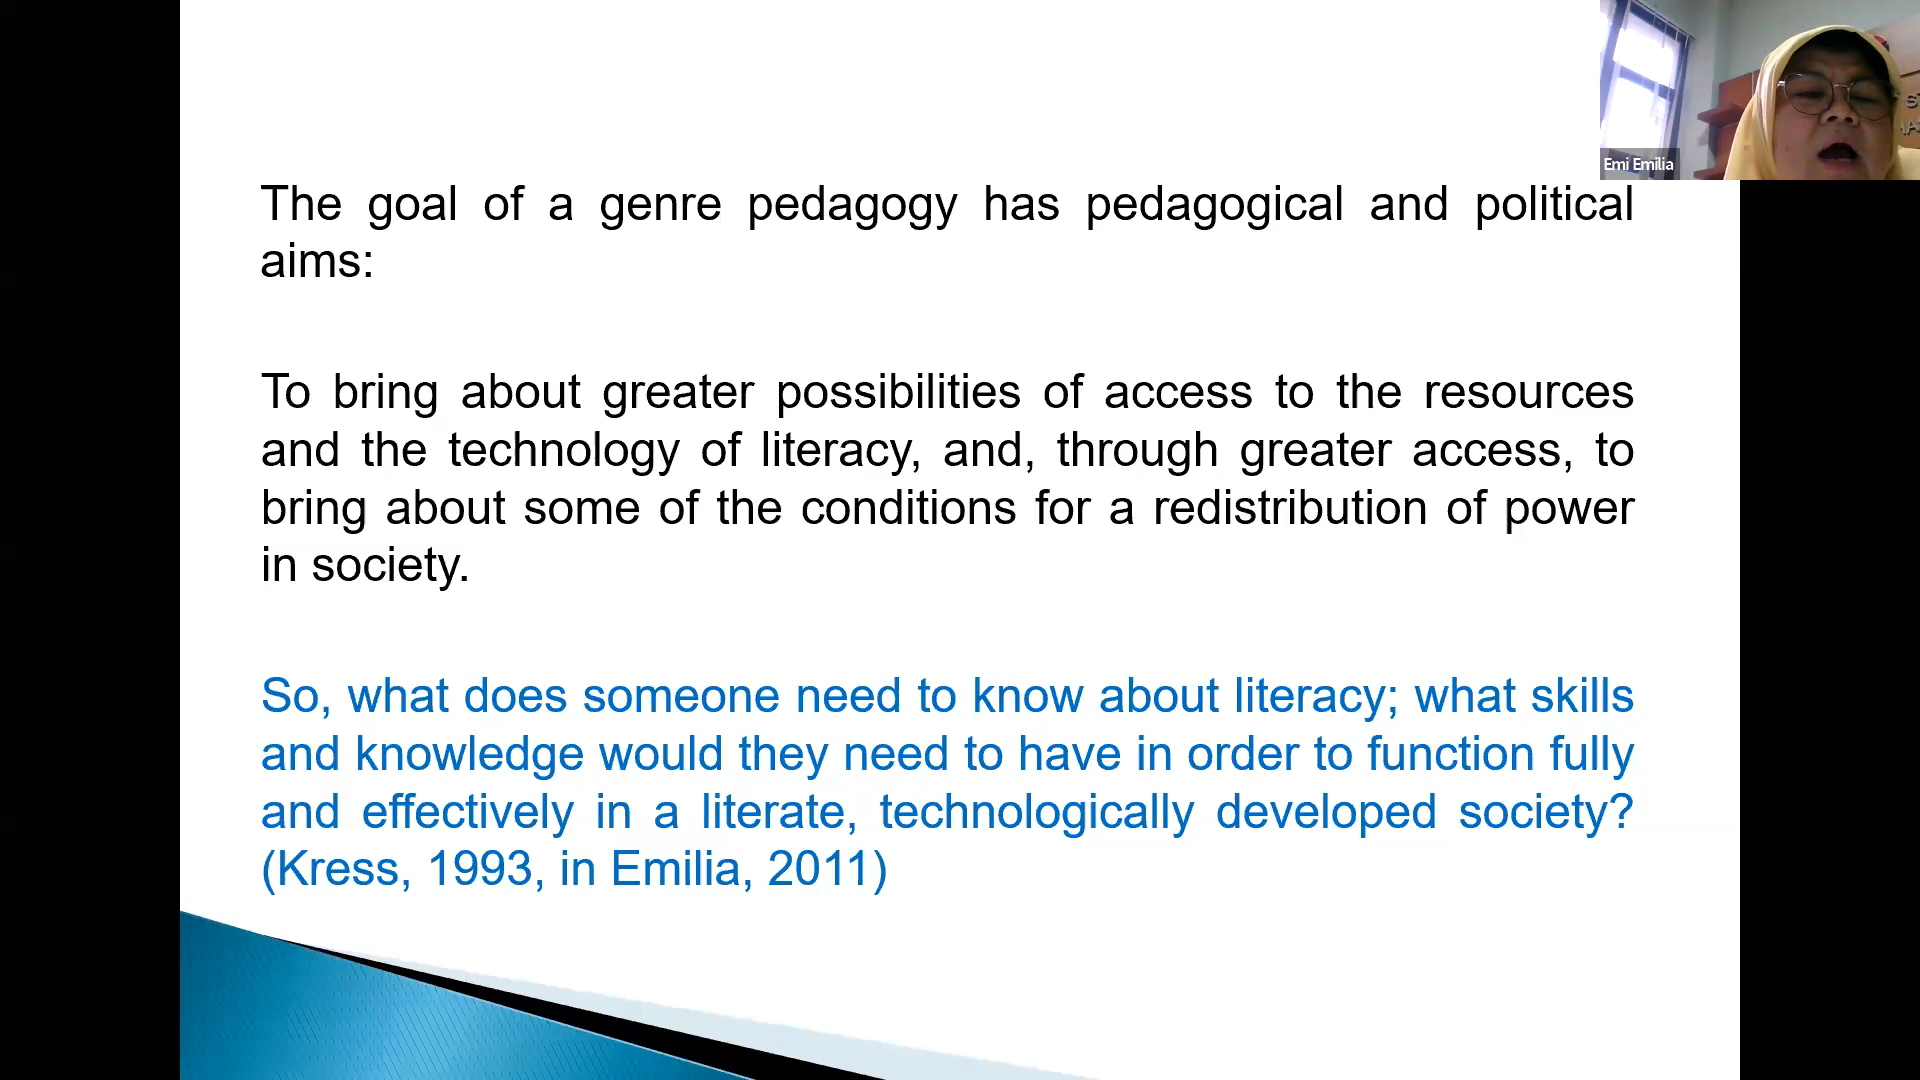 Emi Emilia
The goal of a genre pedagogy has pedagogical and political
aims:
To bring about greater possibilities of access to the resources
and the technology of literacy, and, through greater access, to
bring about some of the conditions for a redistribution of power
in society.
So, what does someone need to know about literacy; what skills
and knowledge would they need to have in order to function fully
and effectively in a literate, technologically developed society?
(Kress, 1993, in Emilia, 2011)